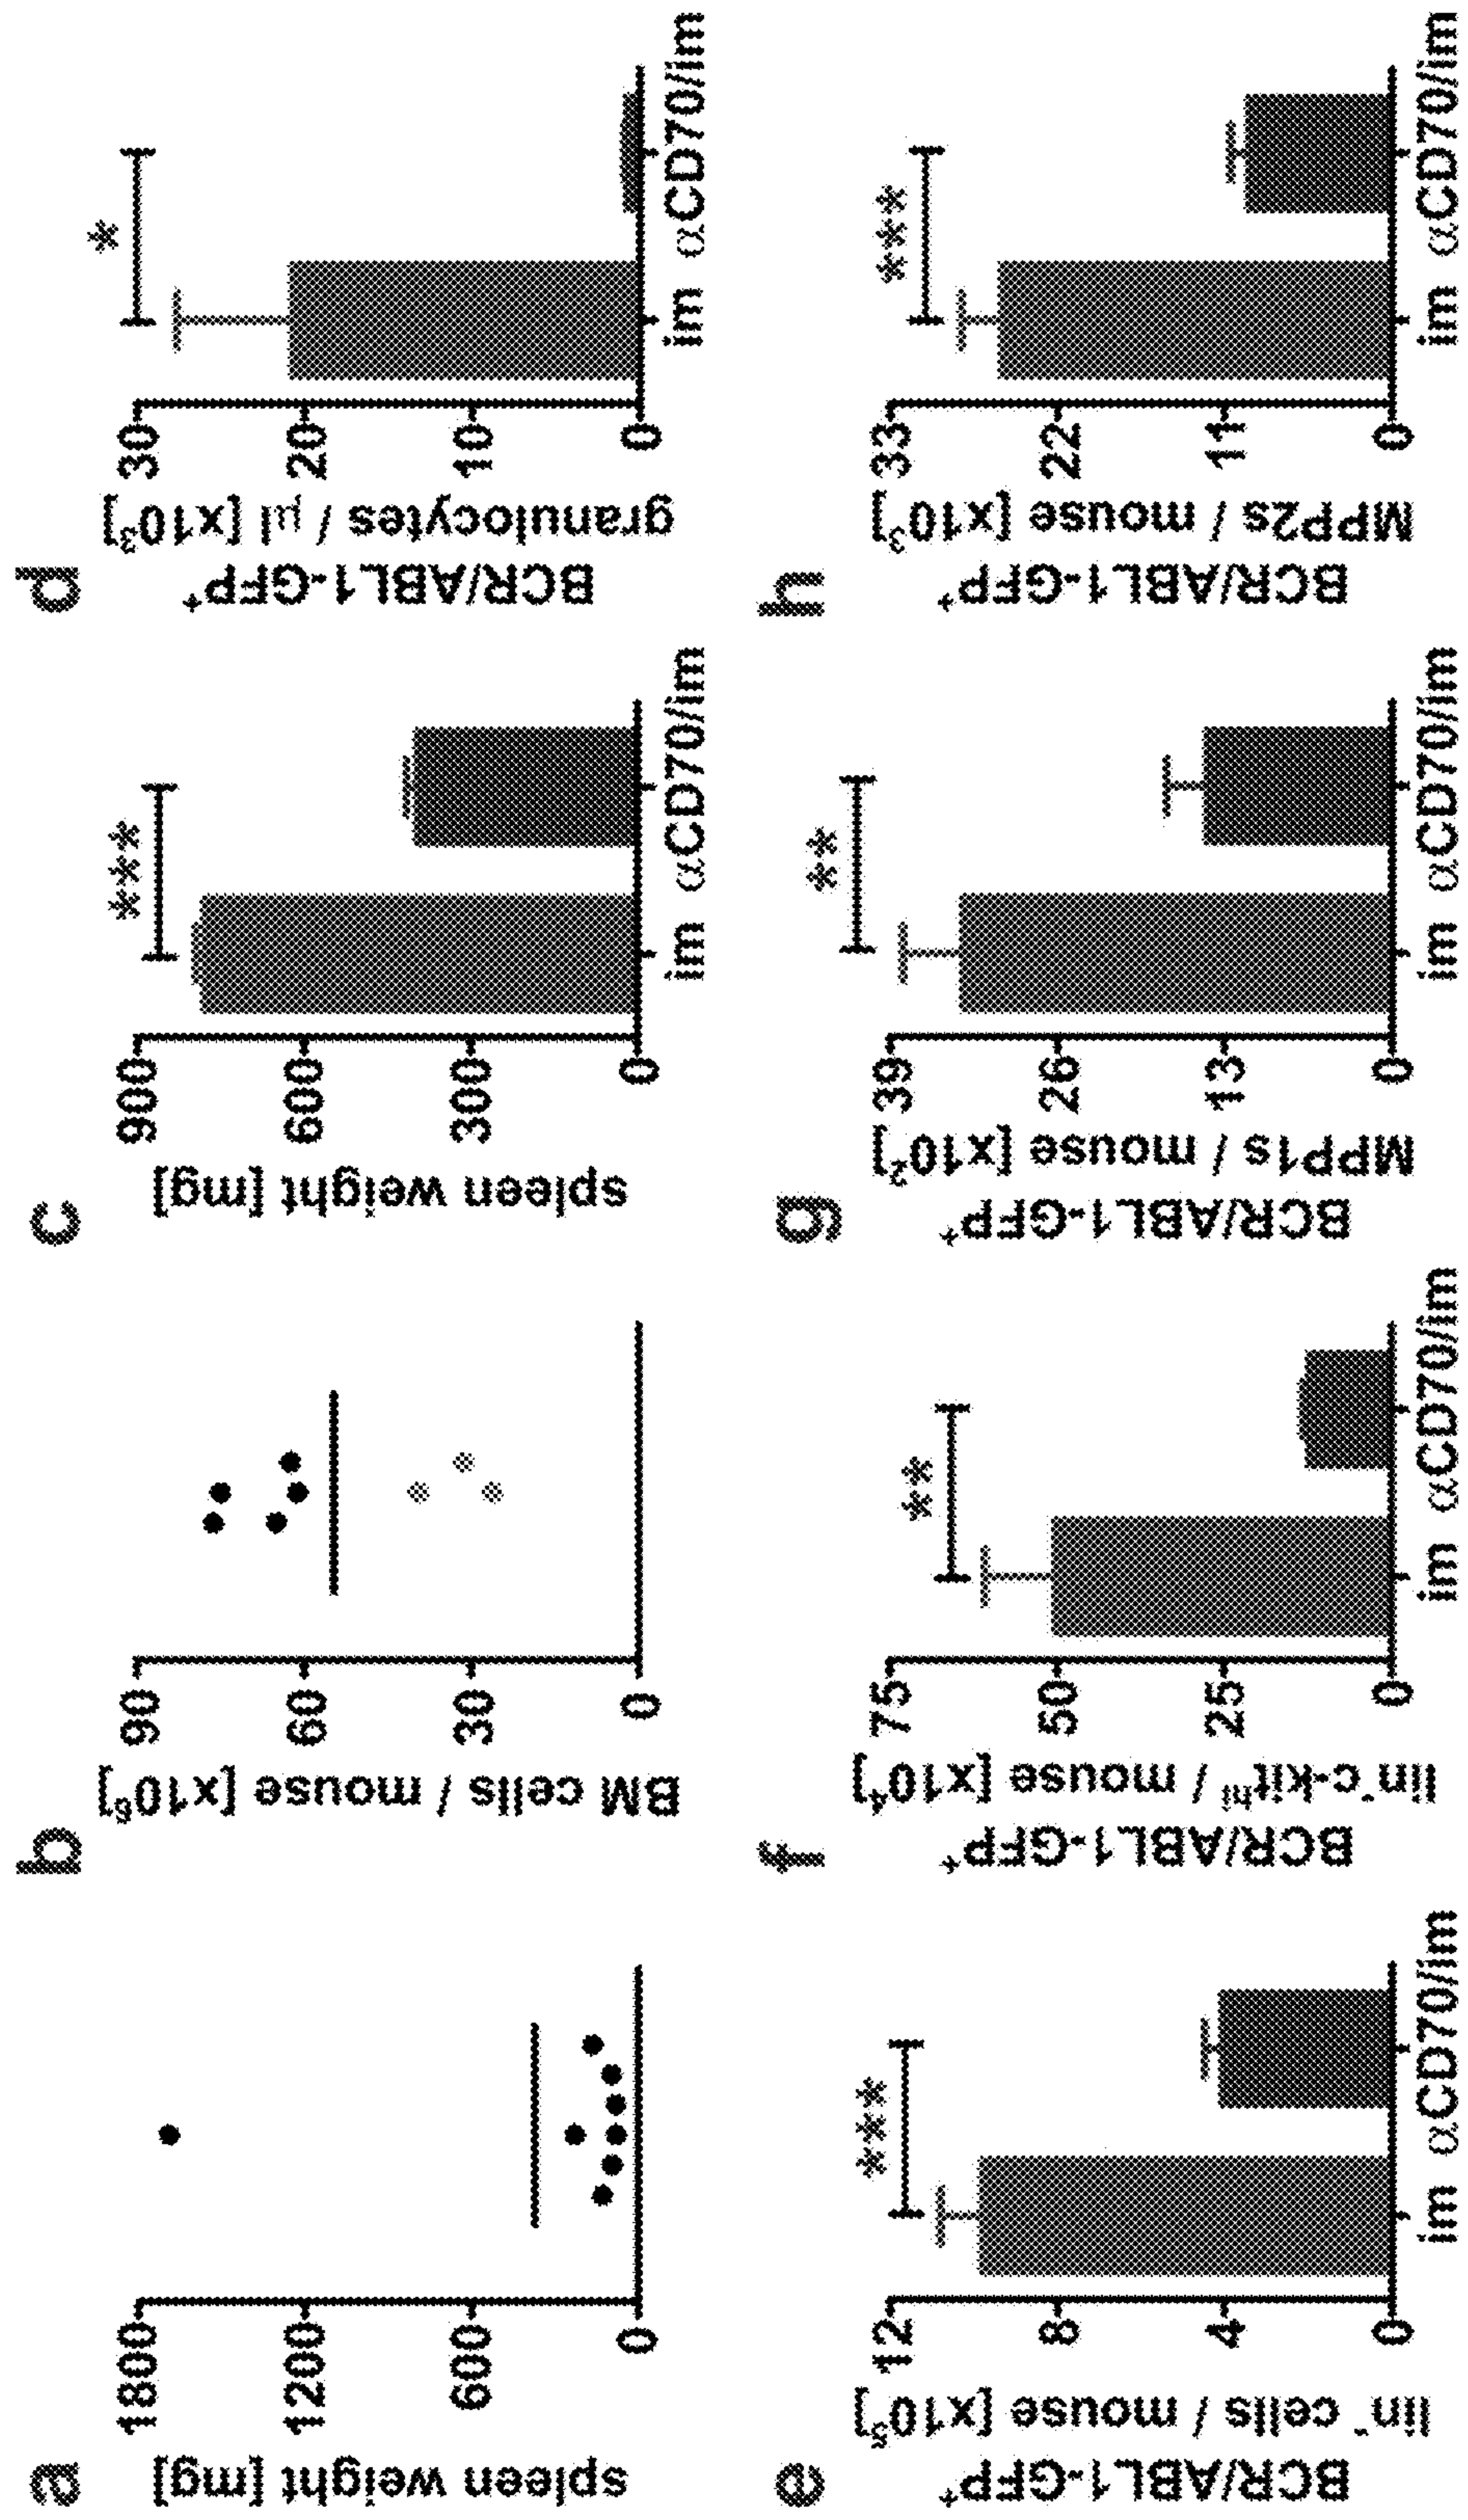 a
spleen weight [mg]
1800
1200
600
0
b
BM cells / mouse [x10⁶]
90
60
30
0
c
spleen weight [mg]
900
600
300
0
***
im αCD70/im
d
BCR/ABL1-GFP⁺
granulocytes / µl [x10³]
30
20
10
0
*
im αCD70/im
e
BCR/ABL1-GFP⁺
lin⁻ cells / mouse [x10⁵]
12
8
4
0
***
im αCD70/im
f
BCR/ABL1-GFP⁺
lin⁻c-kitʰⁱ / mouse [x10⁴]
75
50
25
0
**
im αCD70/im
g
BCR/ABL1-GFP⁺
MPP1s / mouse [x10²]
39
26
13
0
**
im αCD70/im
h
BCR/ABL1-GFP⁺
MPP2s / mouse [x10³]
33
22
11
0
***
im αCD70/im